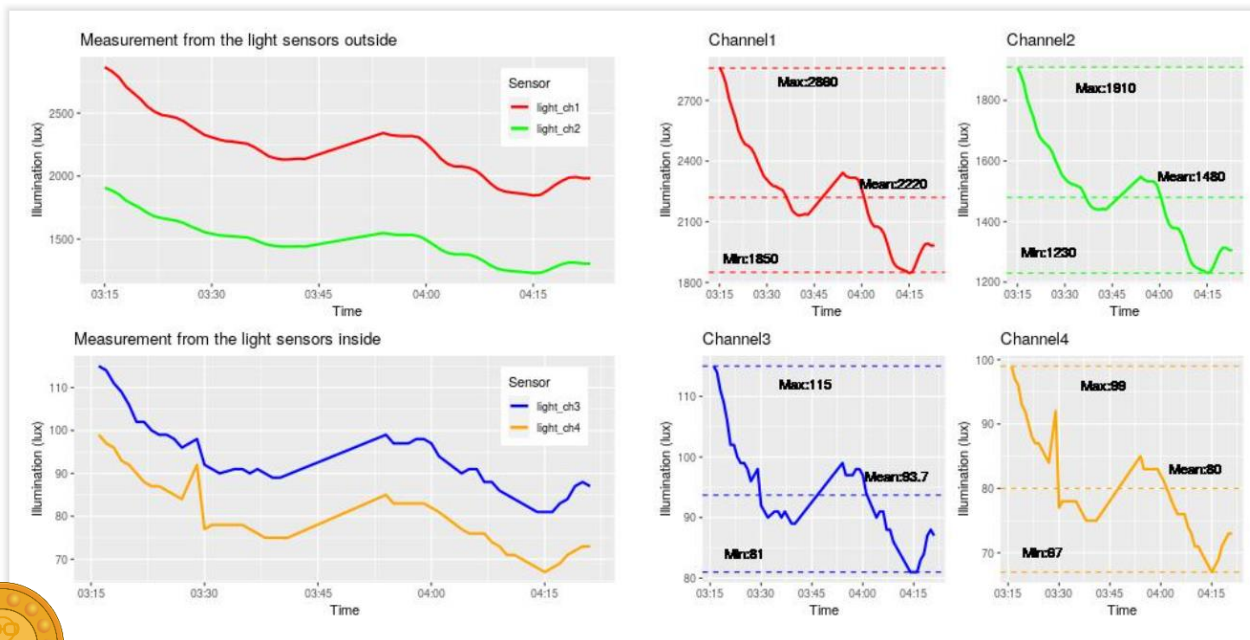 Measurement from the light sensors outside
Illumination (lux)
2500
2000
1500
Sensor
light_ch1
light_ch2
03:15 03:30 03:45 04:00 04:15
Time
Channel1
Illumination (lux)
2700
2400
2100
1800
Max:2860
Mean:2220
Min:1850
03:15 03:30 03:45 04:00 04:15
Time
Channel2
Illumination (lux)
1800
1600
1400
1200
Max:1910
Mean:1480
Min:1230
03:15 03:30 03:45 04:00 04:15
Time
Measurement from the light sensors inside
Illumination (lux)
110
100
90
80
70
Sensor
light_ch3
light_ch4
03:15 03:30 03:45 04:00 04:15
Time
Channel3
Illumination (lux)
110
100
90
80
Max:115
Mean:93.7
Min:81
03:15 03:30 03:45 04:00 04:15
Time
Channel4
Illumination (lux)
100
90
80
70
Max:99
Mean:80
Min:67
03:15 03:30 03:45 04:00 04:15
Time